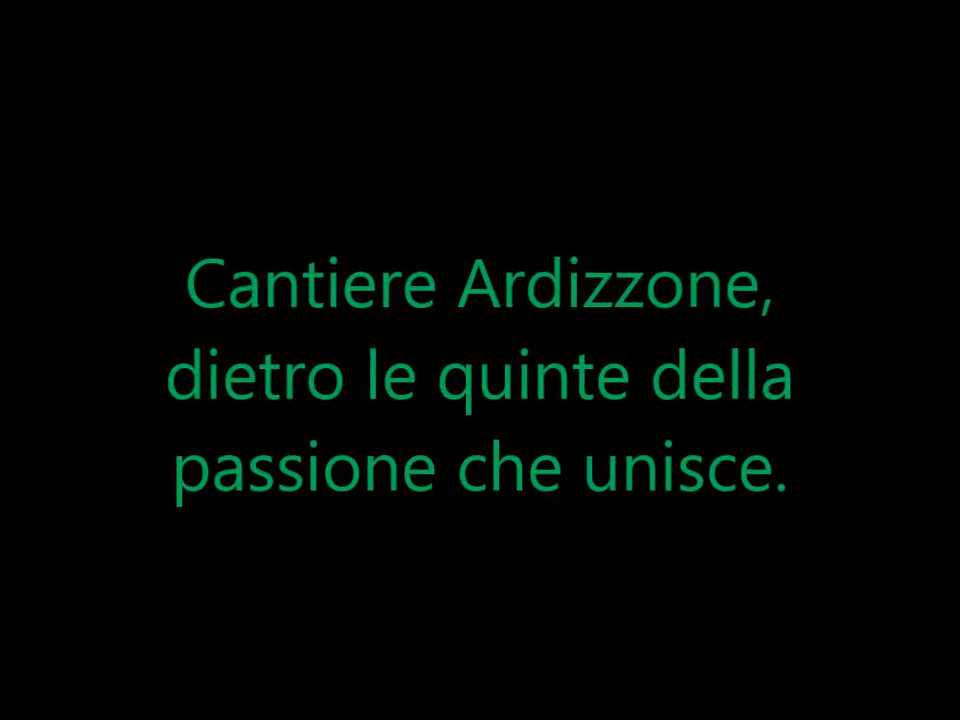 Cantiere Ardizzone,
dietro le quinte della
passione che unisce.